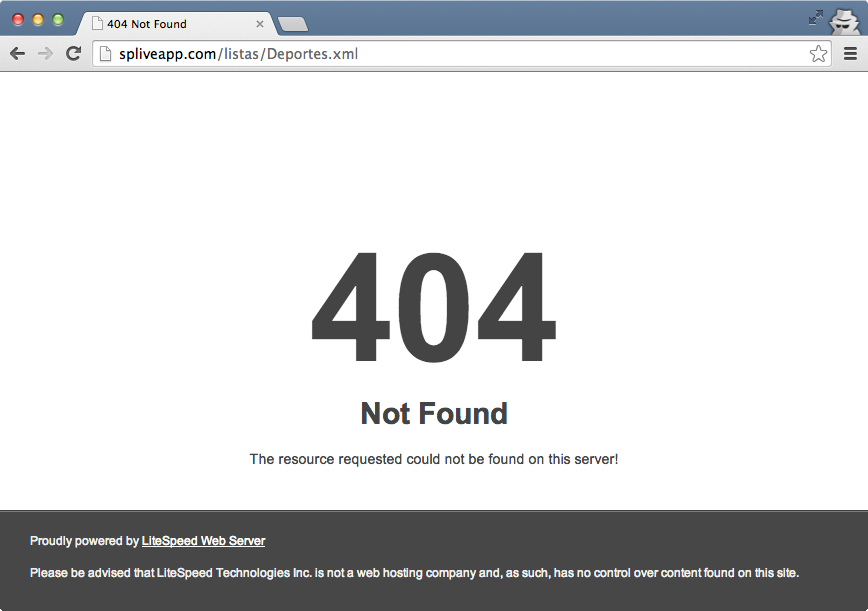 404 Not Found
spliveapp.com/listas/Deportes.xml
404
Not Found
The resource requested could not be found on this server!
Proudly powered by LiteSpeed Web Server
Please be advised that LiteSpeed Technologies Inc. is not a web hosting company and, as such, has no control over content found on this site.